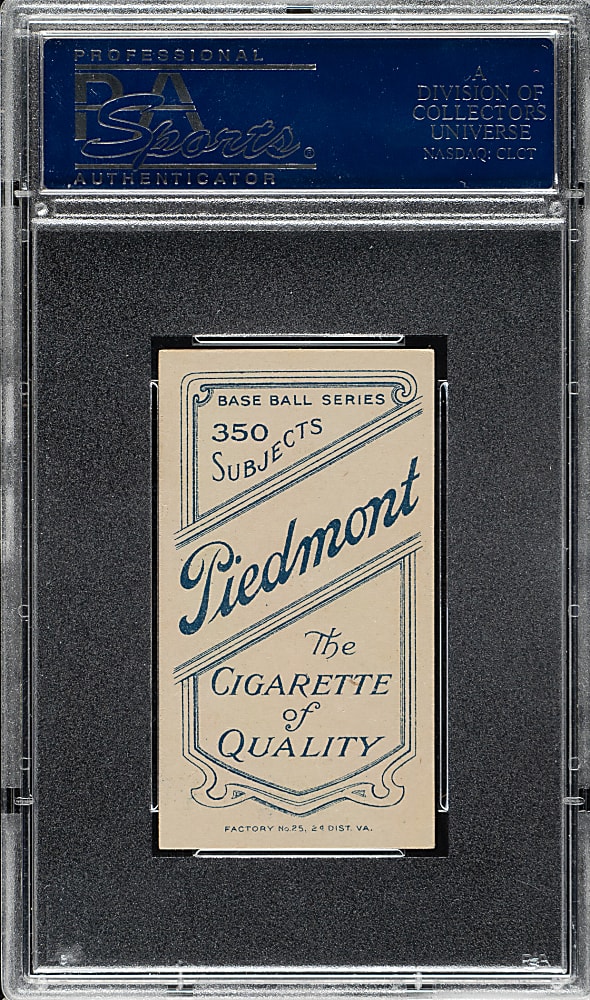 PROFESSIONAL
PSA
Sports®
AUTHENTICATOR
A
DIVISION OF
COLLECTORS
UNIVERSE
NASDAQ: CLCT
BASE BALL SERIES
350
SUBJECTS
Piedmont
The
CIGARETTE
of
QUALITY
FACTORY No.25, 2d DIST. VA.
PSA